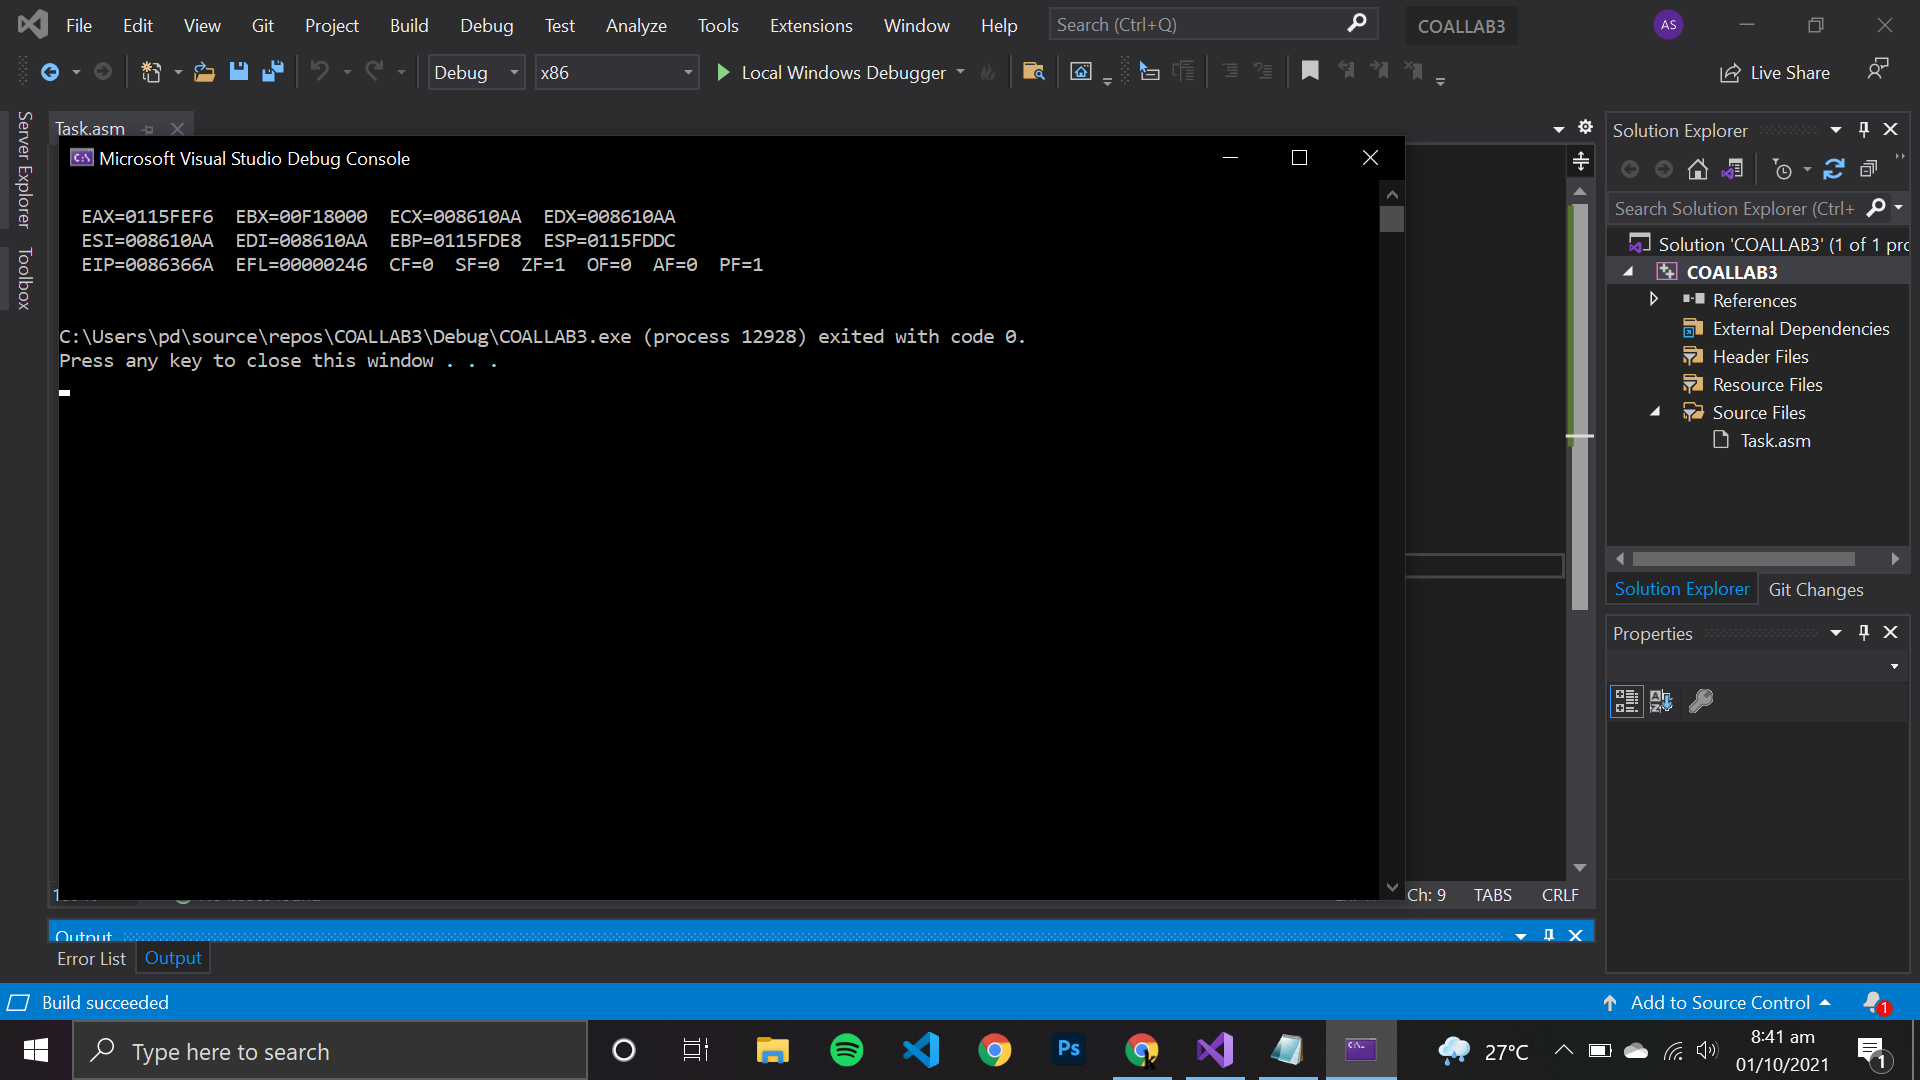 File Edit View Git Project Build Debug Test Analyze Tools Extensions Window Help Search (Ctrl+Q) COALLAB3 AS
Debug x86 Local Windows Debugger Live Share
Server Explorer
Toolbox
Task.asm
Microsoft Visual Studio Debug Console
EAX=0115FEF6 EBX=00F18000 ECX=008610AA EDX=008610AA
ESI=008610AA EDI=008610AA EBP=0115FDE8 ESP=0115FDDC
EIP=0086366A EFL=00000246 CF=0 SF=0 ZF=1 OF=0 AF=0 PF=1
C:\Users\pd\source\repos\COALLAB3\Debug\COALLAB3.exe (process 12928) exited with code 0.
Press any key to close this window . . .
Ch: 9 TABS CRLF
Output
Error List Output
Solution Explorer
Search Solution Explorer (Ctrl+
Solution 'COALLAB3' (1 of 1 pro
COALLAB3
References
External Dependencies
Header Files
Resource Files
Source Files
Task.asm
Solution Explorer Git Changes
Properties
Build succeeded
Add to Source Control 1
Type here to search
Ps
27°C
8:41 am
01/10/2021
1